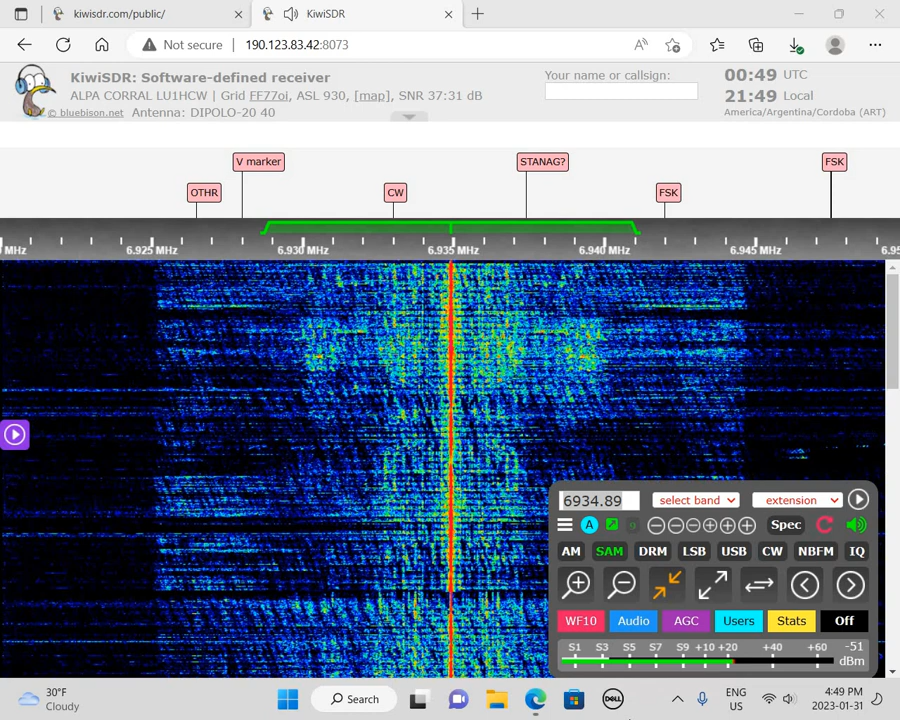 kiwisdr.com/public/
KiwiSDR
Not secure
190.123.83.42:8073
KiwiSDR: Software-defined receiver
ALPA CORRAL LU1HCW | Grid FF77oi, ASL 930, [map], SNR 37:31 dB
© bluebison.net Antenna: DIPOLO-20 40
Your name or callsign:
00:49 UTC
21:49 Local
America/Argentina/Cordoba (ART)
V marker
STANAG?
FSK
OTHR
CW
FSK
MHz
6.925 MHz
6.930 MHz
6.935 MHz
6.940 MHz
6.945 MHz
6.95
6934.89
select band
extension
A
Spec
C
AM
SAM
DRM
LSB
USB
CW
NBFM
IQ
WF10
Audio
AGC
Users
Stats
Off
S1 S3 S5 S7 S9 +10 +20 +40 +60
-51
dBm
30°F
Cloudy
Search
DELL
ENG
US
4:49 PM
2023-01-31